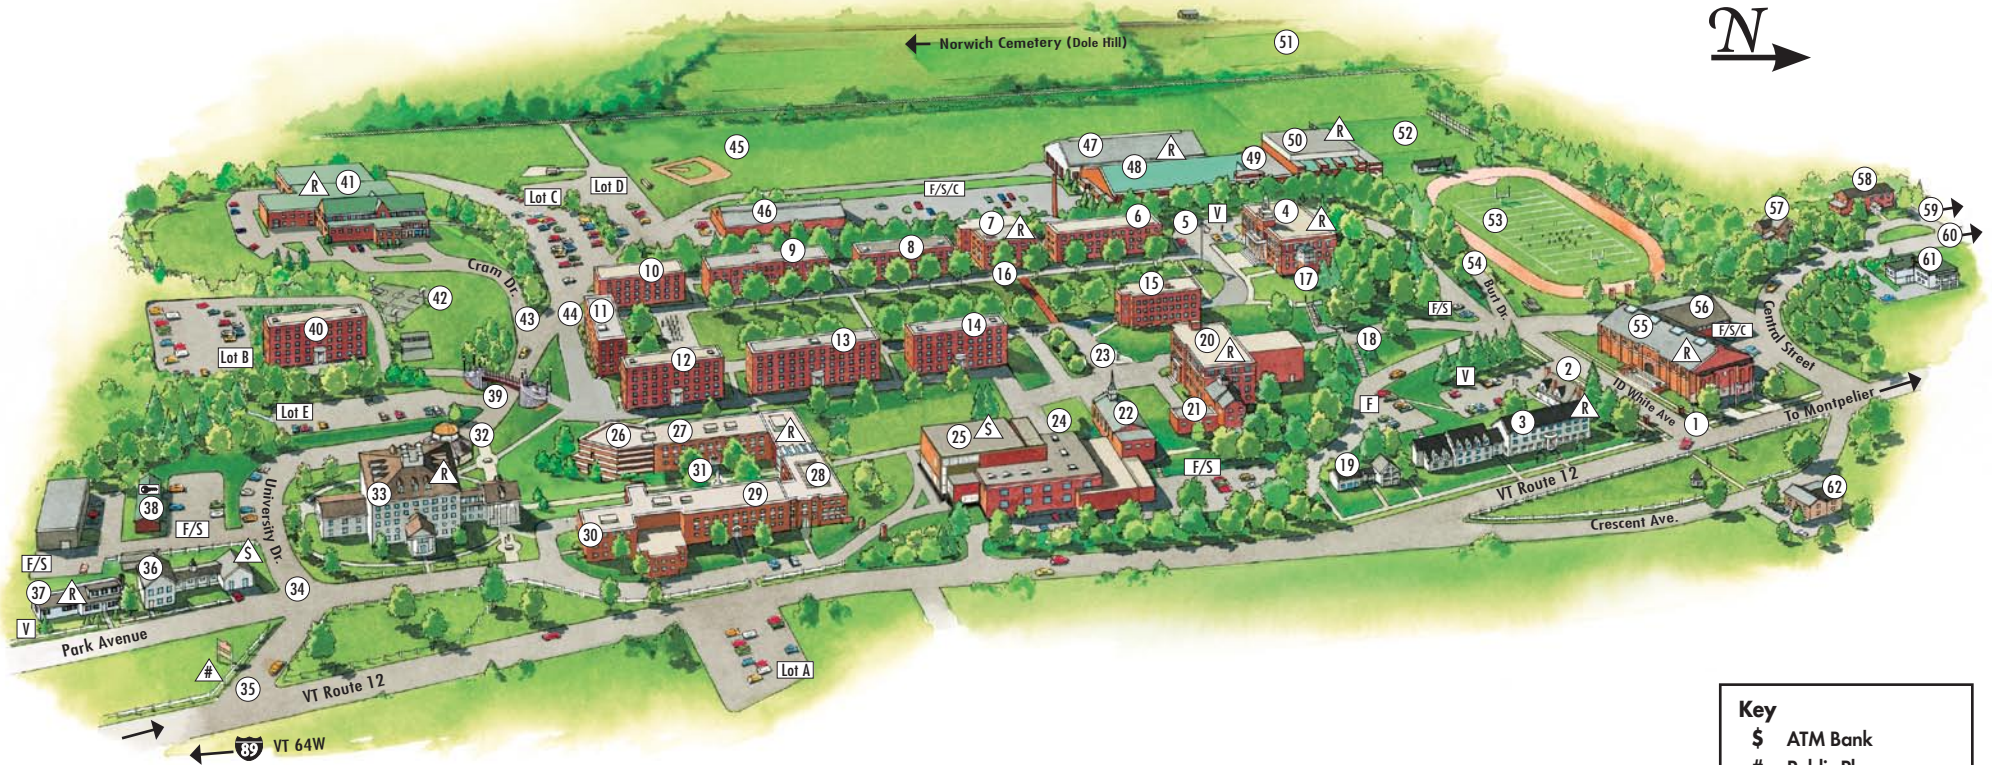 N
← Norwich Cemetery (Dole Hill)
51
45
47
R
48
49
50
R
52
R
41
Lot C
Lot D
F/S/C
46
7
R
6
5
V
4
R
53
57
58
59
60
61
9
8
10
16
17
54
Burl Dr.
Cram Dr.
42
43
44
11
15
F/S
55
56
F/S/C
R
Central Street
40
Lot B
12
13
14
23
20
R
18
V
2
To Montpelier
ID White Ave
39
Lot E
F
R
3
1
32
26
27
R
25
$
24
22
21
19
33
R
31
28
29
F/S
VT Route 12
62
Crescent Ave.
38
F/S
University Dr.
30
F/S
36
$
37
R
34
V
Park Avenue
#
35
VT Route 12
Lot A
89 VT 64W
Key
$ ATM Bank